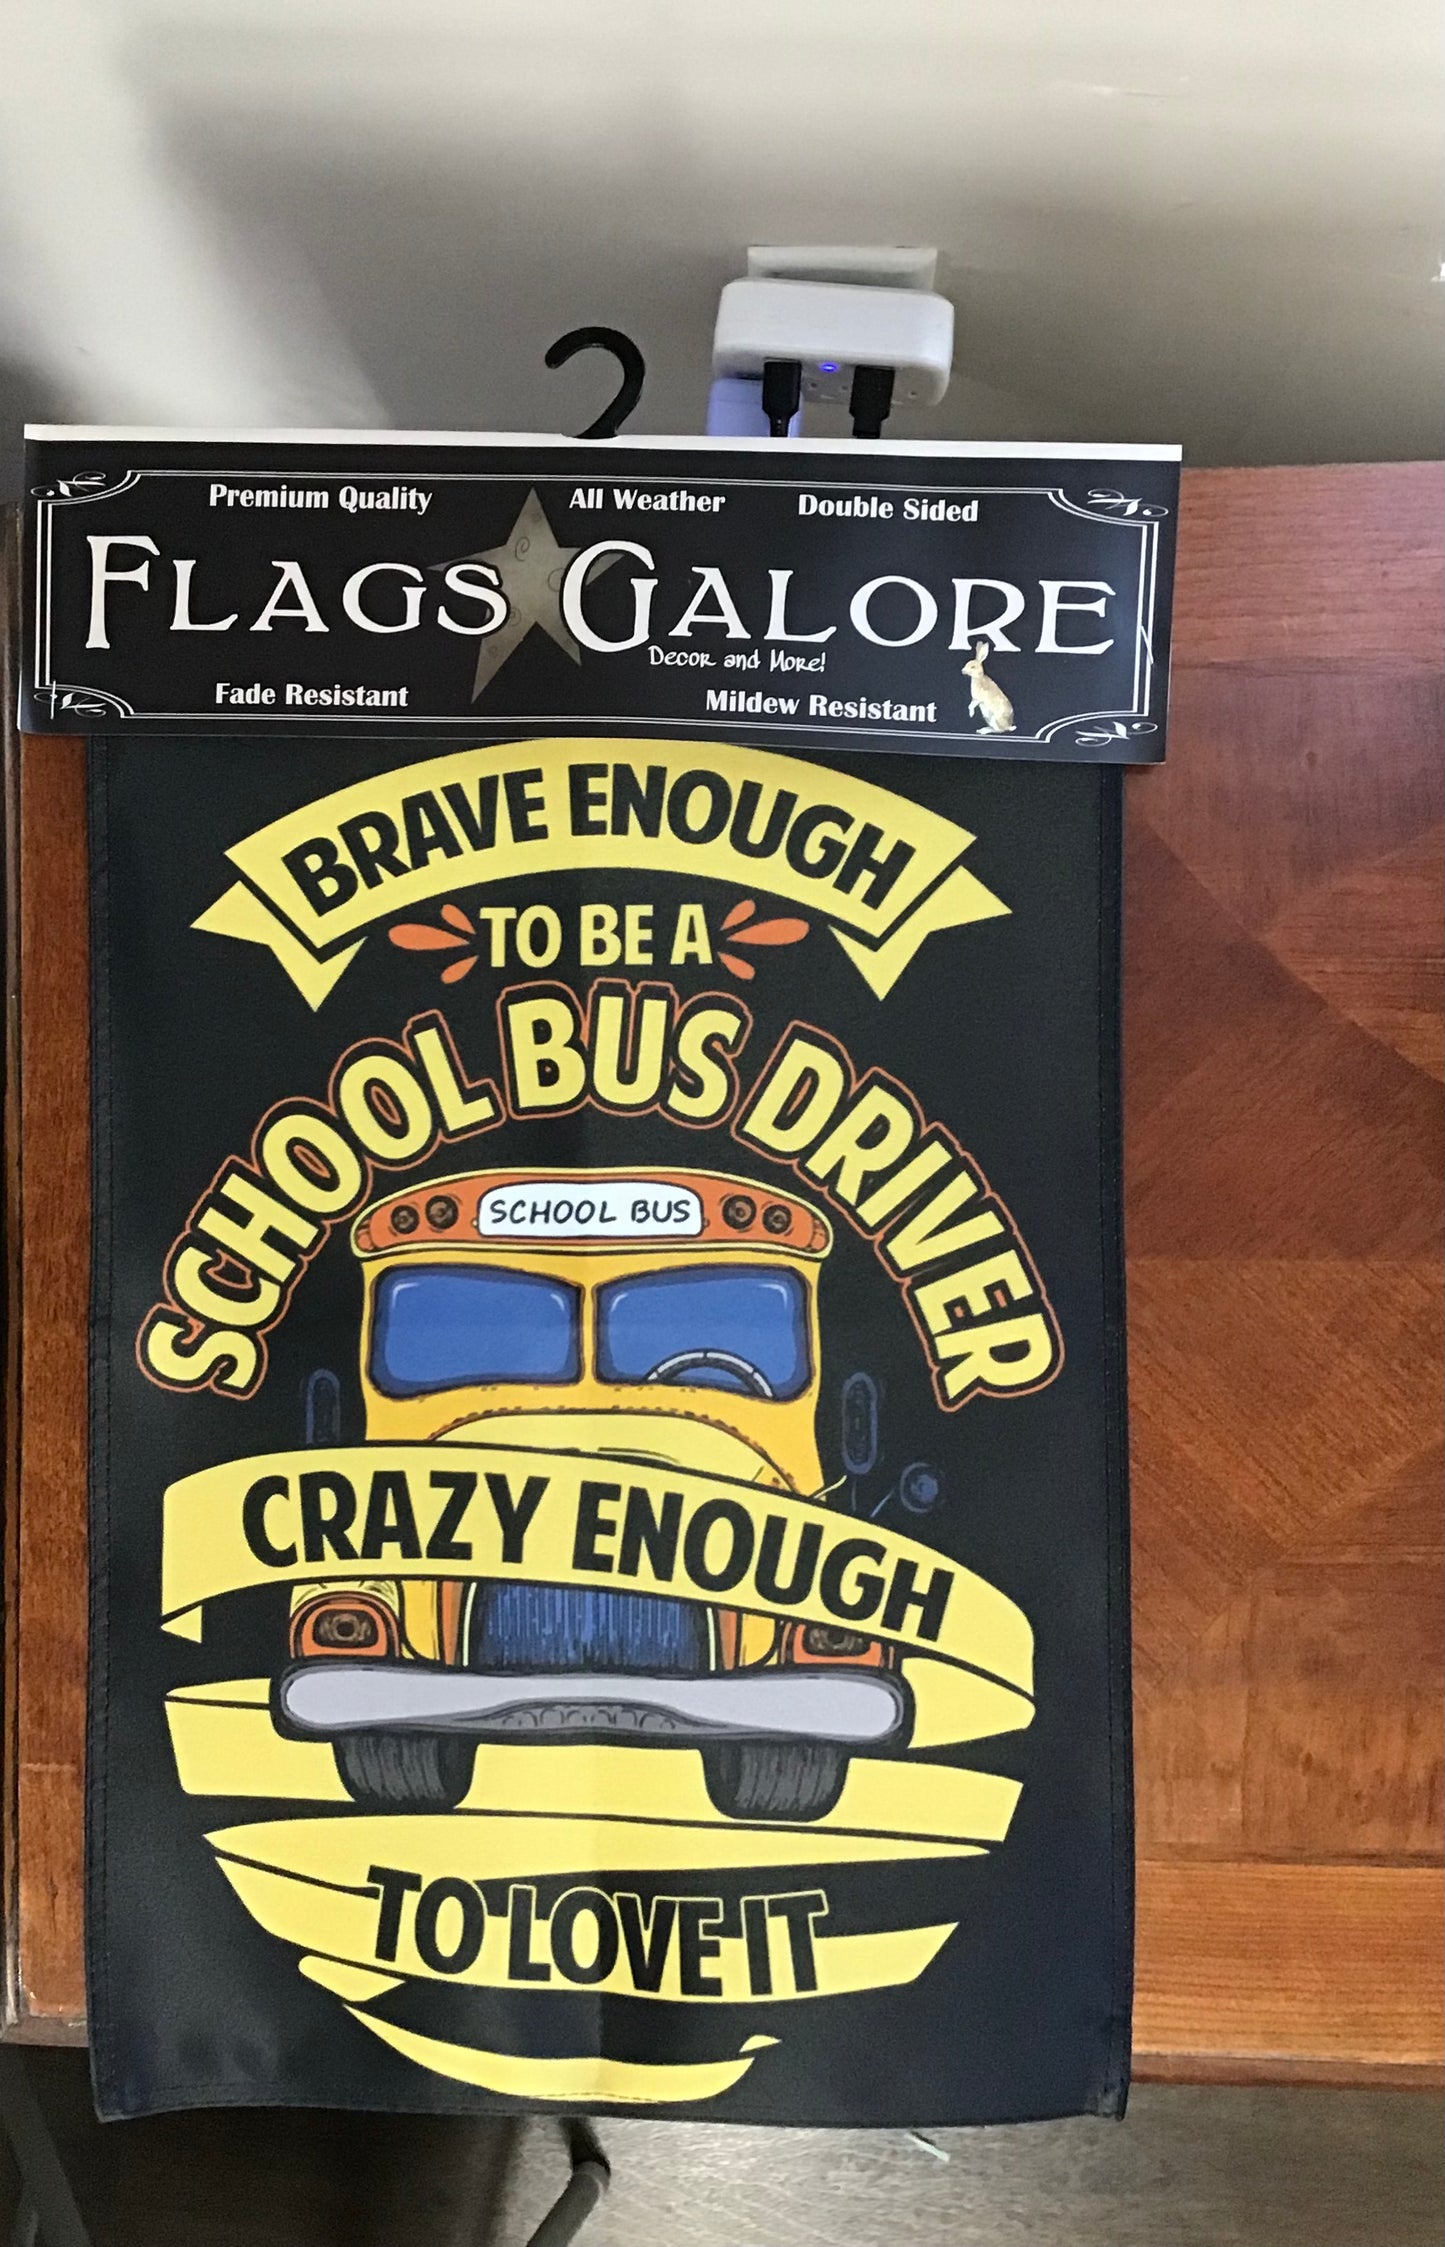 Premium Quality All Weather Double Sided
FLAGS GALORE
Decor and More!
Fade Resistant Mildew Resistant
BRAVE ENOUGH
TO BE A
SCHOOL BUS DRIVER
SCHOOL BUS
CRAZY ENOUGH
TO LOVE IT